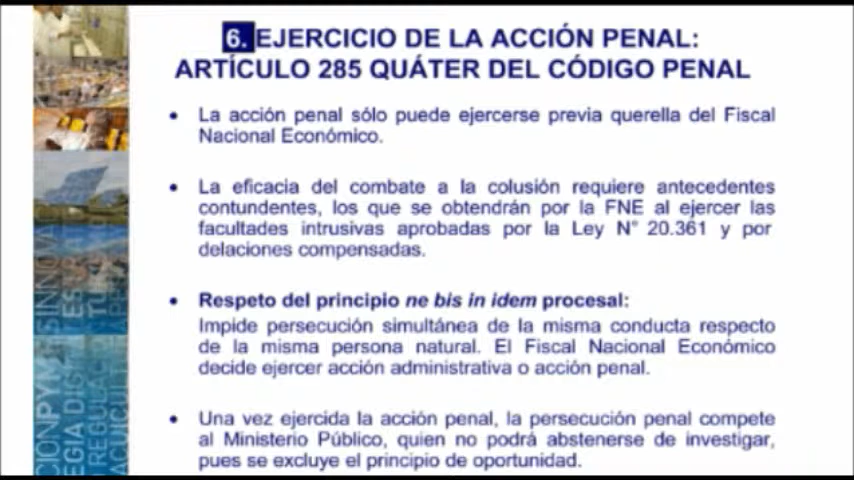 6. EJERCICIO DE LA ACCIÓN PENAL:
ARTÍCULO 285 QUÁTER DEL CÓDIGO PENAL
• La acción penal sólo puede ejercerse previa querella del Fiscal
Nacional Económico.
• La eficacia del combate a la colusión requiere antecedentes
contundentes, los que se obtendrán por la FNE al ejercer las
facultades intrusivas aprobadas por la Ley N° 20.361 y por
delaciones compensadas.
• Respeto del principio ne bis in idem procesal:
Impide persecución simultánea de la misma conducta respecto
de la misma persona natural. El Fiscal Nacional Económico
decide ejercer acción administrativa o acción penal.
• Una vez ejercida la acción penal, la persecución penal compete
al Ministerio Público, quien no podrá abstenerse de investigar,
pues se excluye el principio de oportunidad.